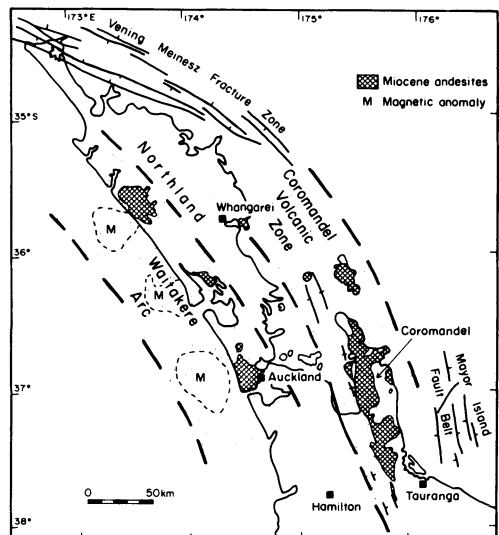 173°E
174°
175°
176°
Vening Meinesz Fracture Zone
Miocene andesites
M Magnetic anomaly
35°S
Northland
Coromandel
Volcanic
Zone
Whangarei
M
36°
Waitakere
Arc
M
Coromandel
M
Auckland
37°
Mayor
Island
Fault
Belt
0 50km
Hamilton
Tauranga
38°